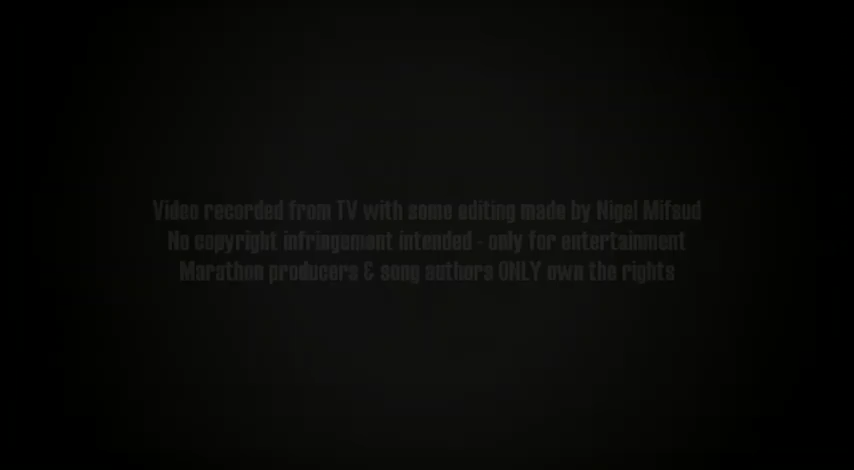 Video recorded from TV with some editing made by Nigel Mifsud
No copyright infringement intended - only for entertainment
Marathon producers & song authors ONLY own the rights